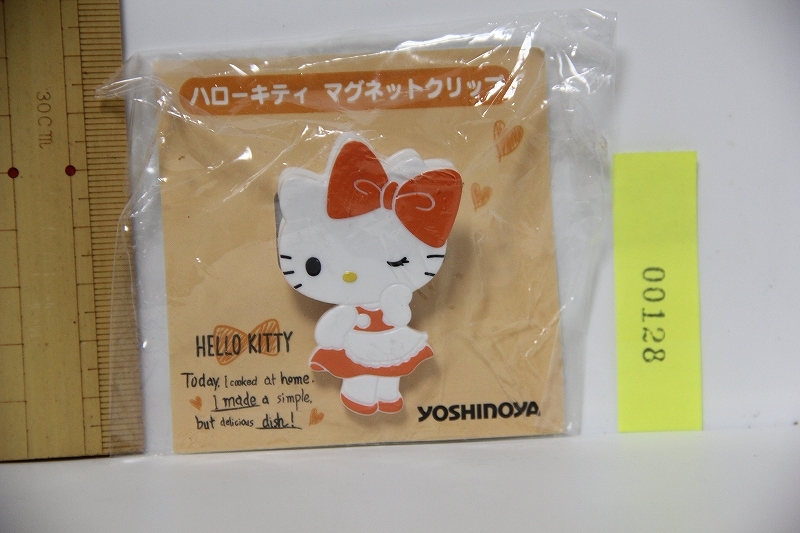 30cm
ハローキティ マグネットクリップ
HELLO KITTY
Today. I cooked at home.
I made a simple,
but delicious dish!
YOSHINOYA
00128